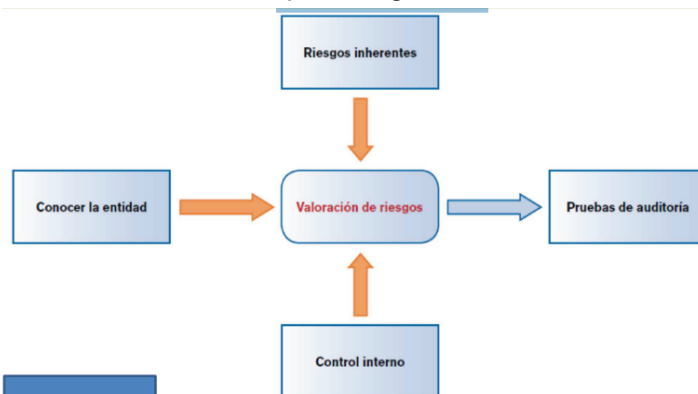 Riesgos inherentes
Conocer la entidad
Valoración de riesgos
Pruebas de auditoría
Control interno